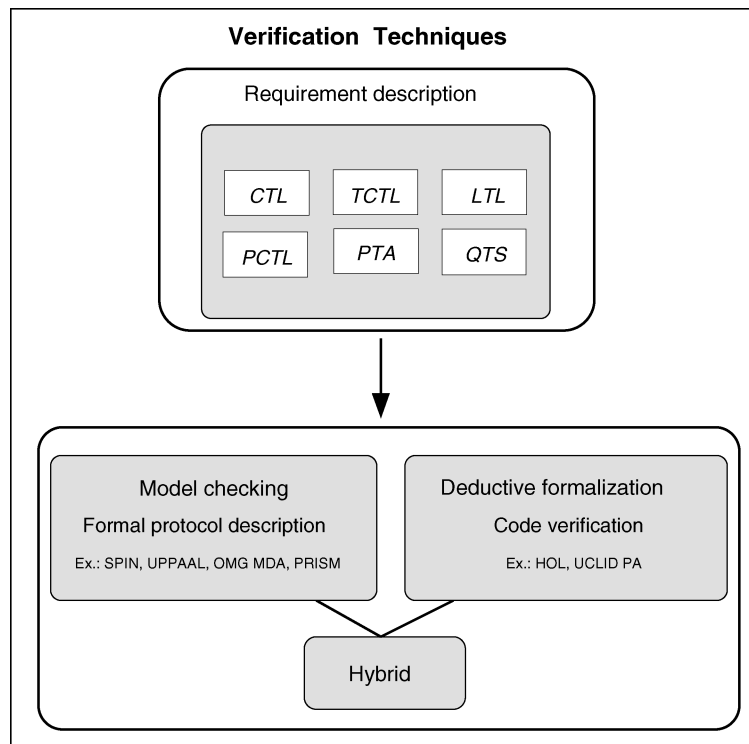 Verification Techniques
Requirement description
CTL TCTL LTL
PCTL PTA QTS
Model checking
Formal protocol description
Ex.: SPIN, UPPAAL, OMG MDA, PRISM
Deductive formalization
Code verification
Ex.: HOL, UCLID PA
Hybrid